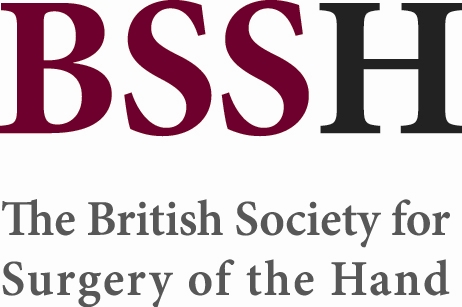 BSSH
The British Society for
Surgery of the Hand